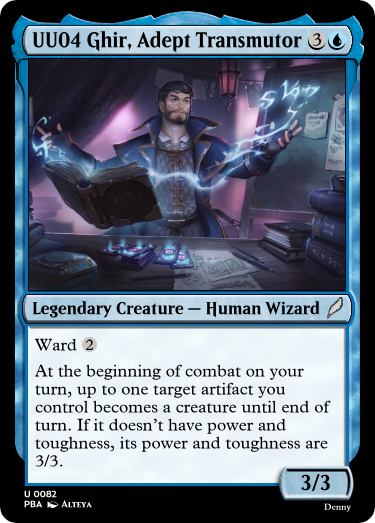 UU04 Ghir, Adept Transmutor 3
Legendary Creature — Human Wizard
Ward 2
At the beginning of combat on your
turn, up to one target artifact you
control becomes a creature until end of
turn. If it doesn't have power and
toughness, its power and toughness are
3/3.
3/3
U 0082
PBA ALTEYA
Denny